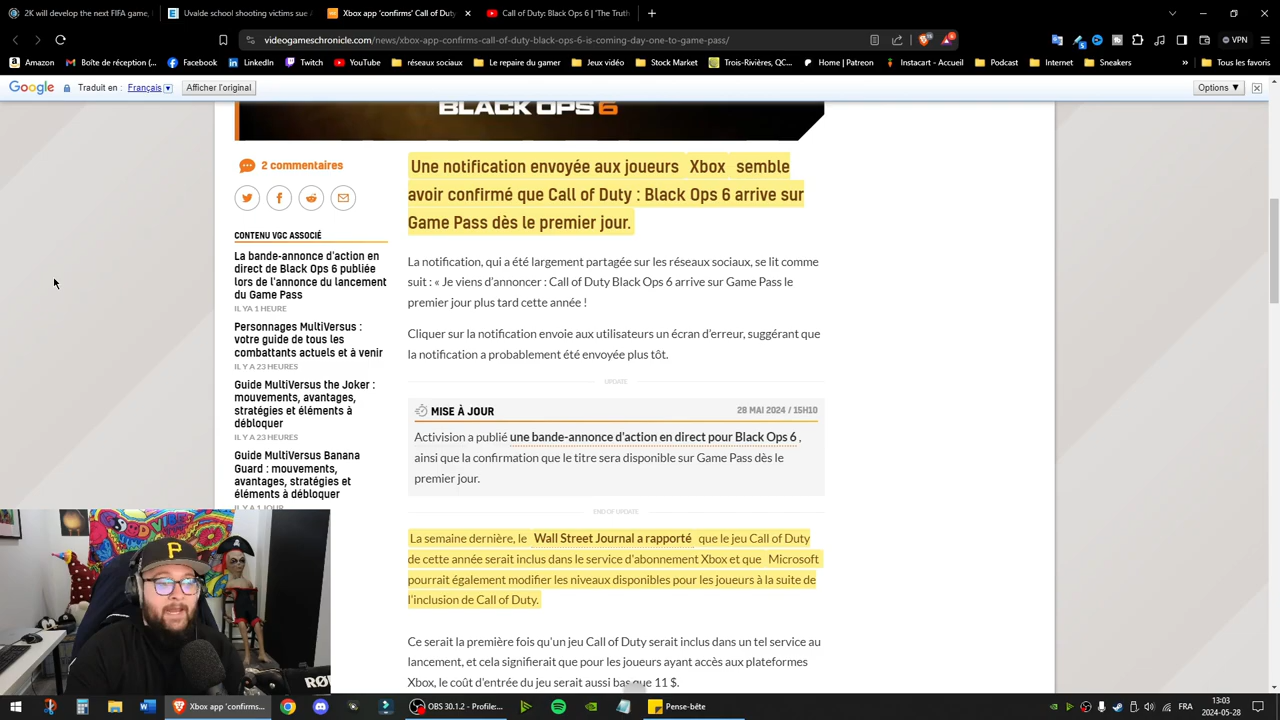 2K will develop the next FIFA game,
Uvalde school shooting victims sue
Xbox app 'confirms' Call of Duty
Call of Duty: Black Ops 6 | 'The Truth
videogameschronicle.com/news/xbox-app-confirms-call-of-duty-black-ops-6-is-coming-day-one-to-game-pass/
VPN
Amazon
Boîte de réception (...
Facebook
LinkedIn
Twitch
YouTube
réseaux sociaux
Le repaire du gamer
Jeux vidéo
Stock Market
Trois-Rivières, QC...
Home | Patreon
Instacart - Accueil
Podcast
Internet
Sneakers
»
Tous les favoris
Google
Traduit en : Français
Afficher l'original
Options ▼
BLACK OPS 6
2 commentaires
CONTENU VGC ASSOCIÉ
La bande-annonce d'action en
direct de Black Ops 6 publiée
lors de l'annonce du lancement
du Game Pass
IL YA 1 HEURE
Personnages MultiVersus :
votre guide de tous les
combattants actuels et à venir
IL Y A 23 HEURES
Guide MultiVersus the Joker :
mouvements, avantages,
stratégies et éléments à
débloquer
IL Y A 23 HEURES
Guide MultiVersus Banana
Guard : mouvements,
avantages, stratégies et
éléments à débloquer
IL Y A 1 JOUR
Une notification envoyée aux joueurs Xbox semble
avoir confirmé que Call of Duty : Black Ops 6 arrive sur
Game Pass dès le premier jour.
La notification, qui a été largement partagée sur les réseaux sociaux, se lit comme
suit : « Je viens d'annoncer : Call of Duty Black Ops 6 arrive sur Game Pass le
premier jour plus tard cette année !
Cliquer sur la notification envoie aux utilisateurs un écran d'erreur, suggérant que
la notification a probablement été envoyée plus tôt.
UPDATE
MISE À JOUR
28 MAI 2024 / 15H10
Activision a publié une bande-annonce d'action en direct pour Black Ops 6 ,
ainsi que la confirmation que le titre sera disponible sur Game Pass dès le
premier jour.
END OF UPDATE
La semaine dernière, le Wall Street Journal a rapporté que le jeu Call of Duty
de cette année serait inclus dans le service d'abonnement Xbox et que Microsoft
pourrait également modifier les niveaux disponibles pour les joueurs à la suite de
l'inclusion de Call of Duty.
Ce serait la première fois qu'un jeu Call of Duty serait inclus dans un tel service au
lancement, et cela signifierait que pour les joueurs ayant accès aux plateformes
Xbox, le coût d'entrée du jeu serait aussi bas que 11 $.
P
RØD
Xbox app 'confirms...
OBS 30.1.2 - Profile:...
Pense-bête
FRA
13:03
2024-05-28